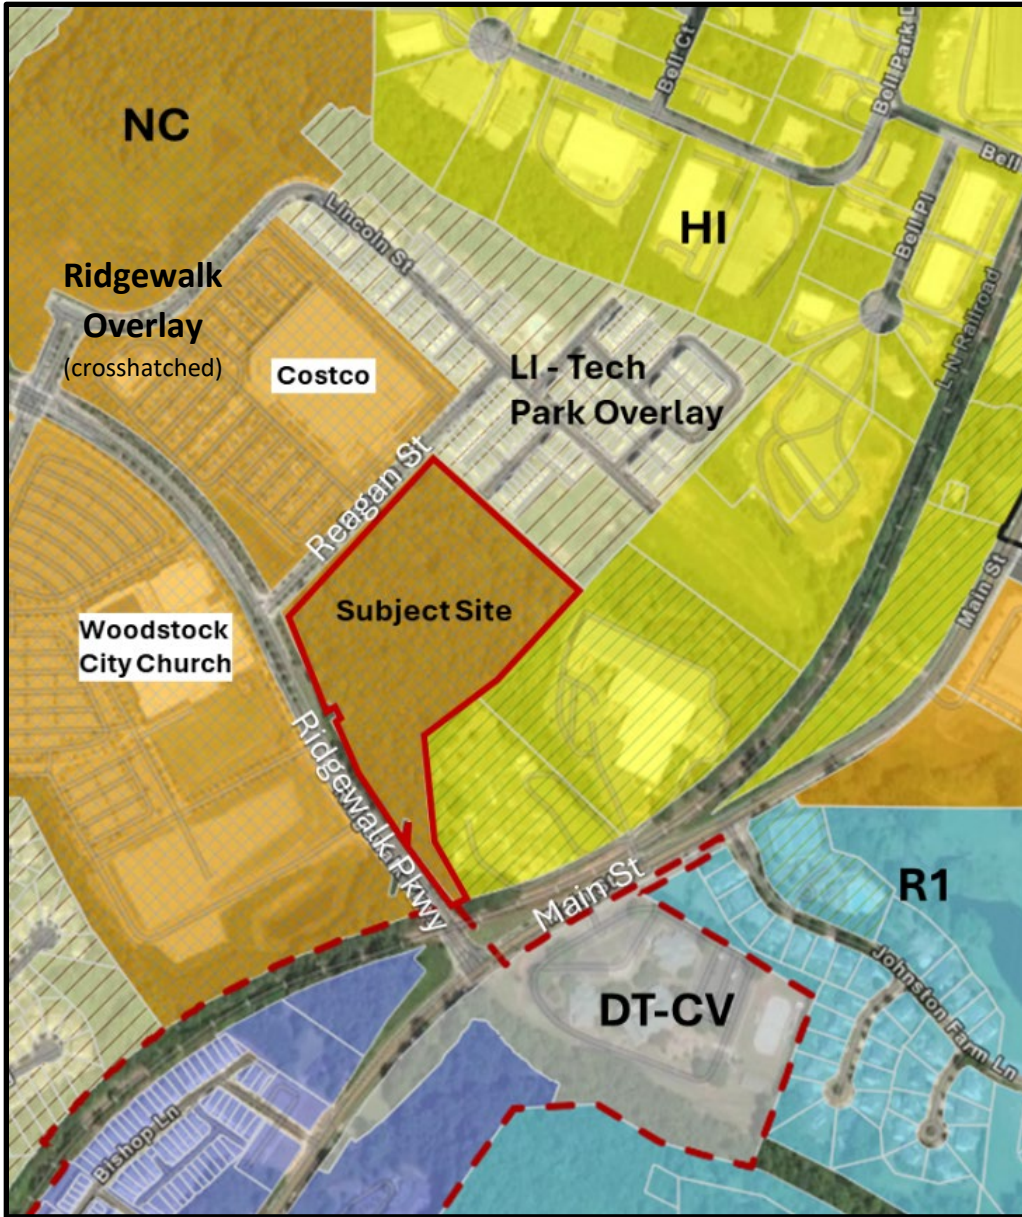 Bell Ct
Bell Park D
NC
Bell
Lincoln St
HI
Bell Pl
Ridgewalk
Overlay
(crosshatched)
L N Railroad
Costco
LI - Tech
Park Overlay
Reagan St
Main St
Subject Site
Woodstock
City Church
Ridgewalk Pkwy
Main St
R1
Johnston Farm Ln
DT-CV
Bishop Ln